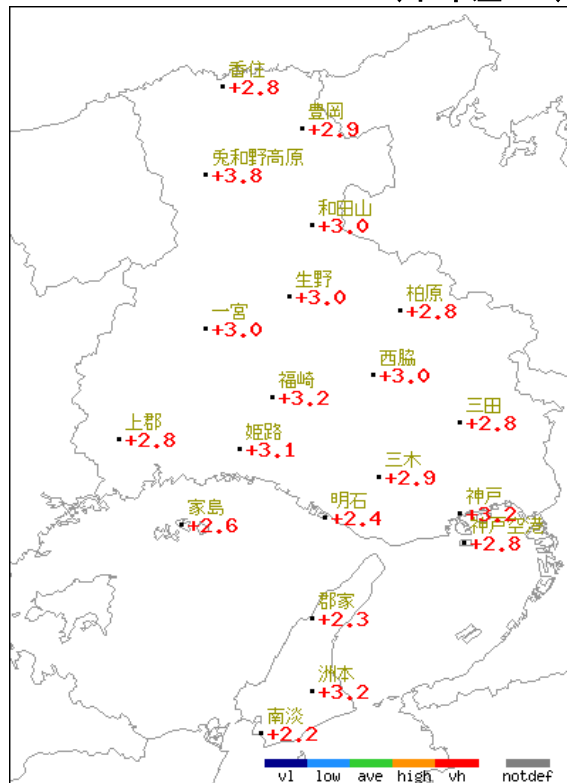 香住
+2.8
豊岡
+2.9
兎和野高原
+3.8
和田山
+3.0
生野
+3.0
柏原
+2.8
一宮
+3.0
西脇
+3.0
福崎
+3.2
三田
+2.8
上郡
+2.8
姫路
+3.1
三木
+2.9
家島
+2.6
明石
+2.4
神戸
+3.2
神戸空港
+2.8
郡家
+2.3
洲本
+3.2
南淡
+2.2
vl low ave high vh notdef